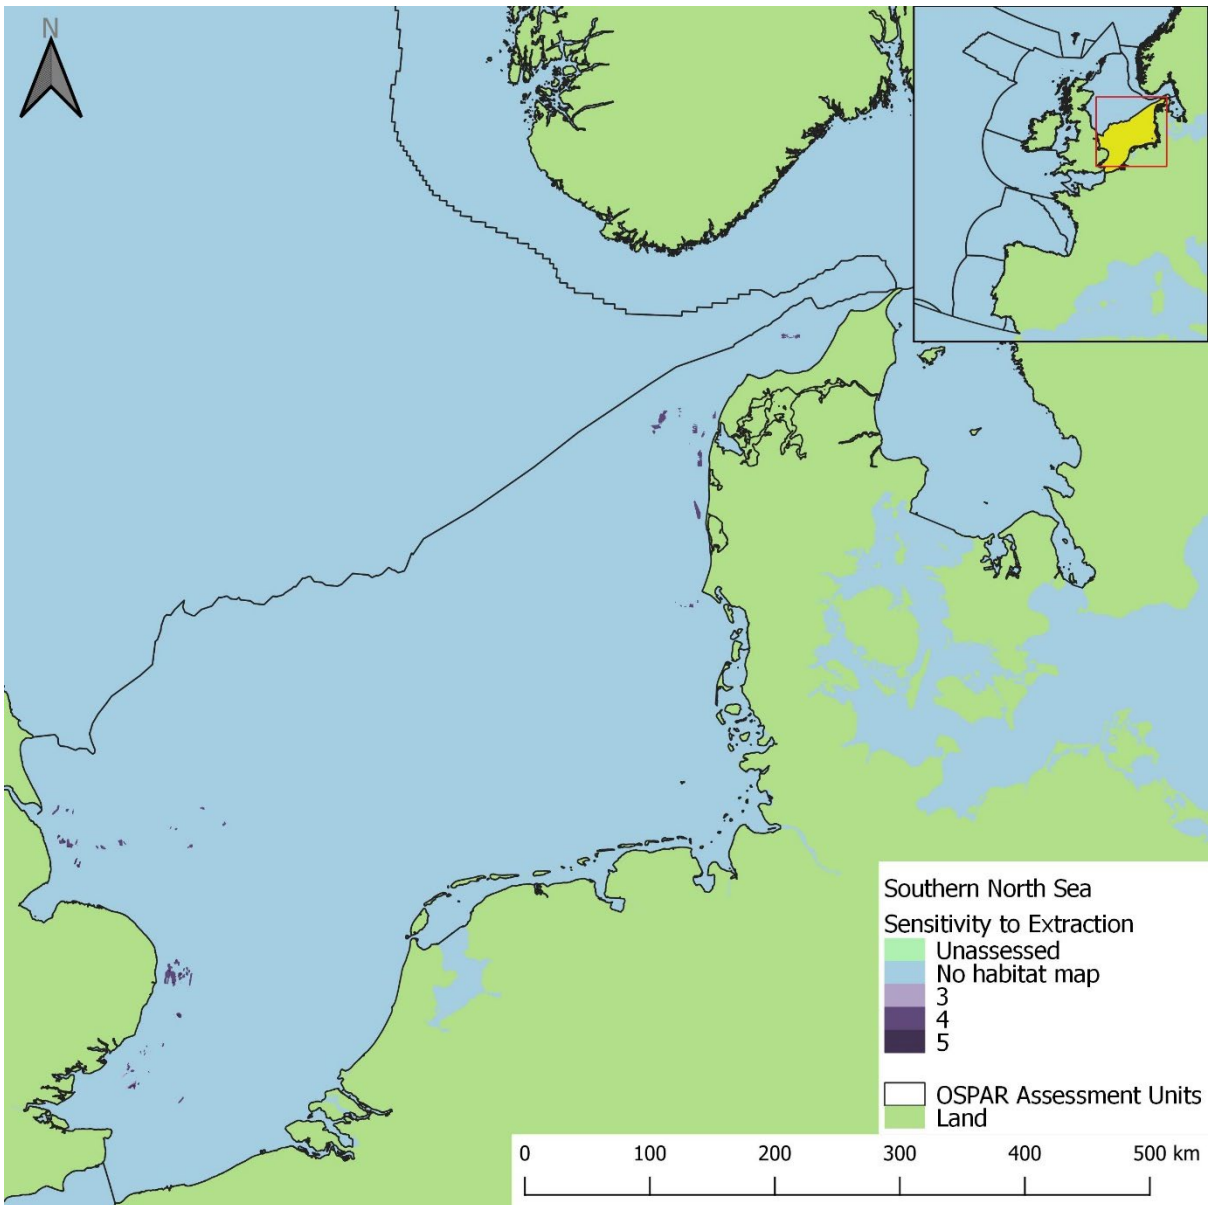 N
Southern North Sea
Sensitivity to Extraction
Unassessed
No habitat map
3
4
5
OSPAR Assessment Units
Land
0 100 200 300 400 500 km